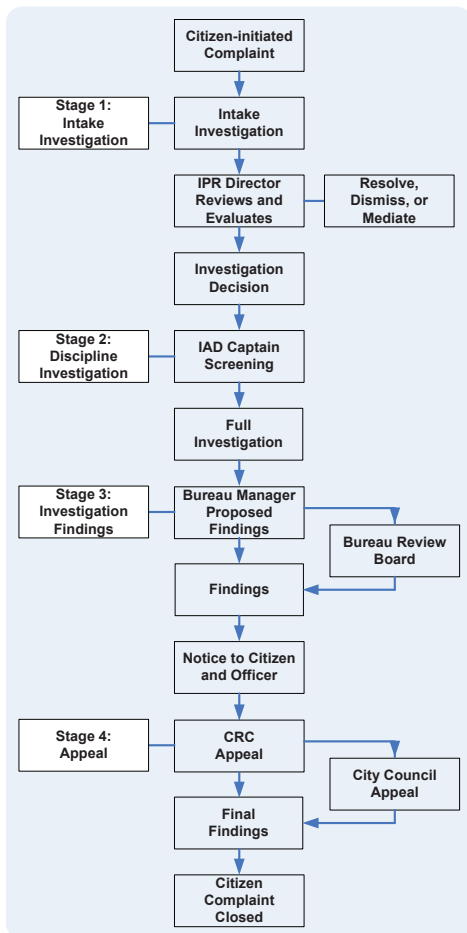 Citizen-initiated
Complaint
Stage 1:
Intake
Investigation
Intake
Investigation
IPR Director
Reviews and
Evaluates
Resolve,
Dismiss, or
Mediate
Investigation
Decision
Stage 2:
Discipline
Investigation
IAD Captain
Screening
Full
Investigation
Stage 3:
Investigation
Findings
Bureau Manager
Proposed
Findings
Bureau Review
Board
Findings
Notice to Citizen
and Officer
Stage 4:
Appeal
CRC
Appeal
City Council
Appeal
Final
Findings
Citizen
Complaint
Closed